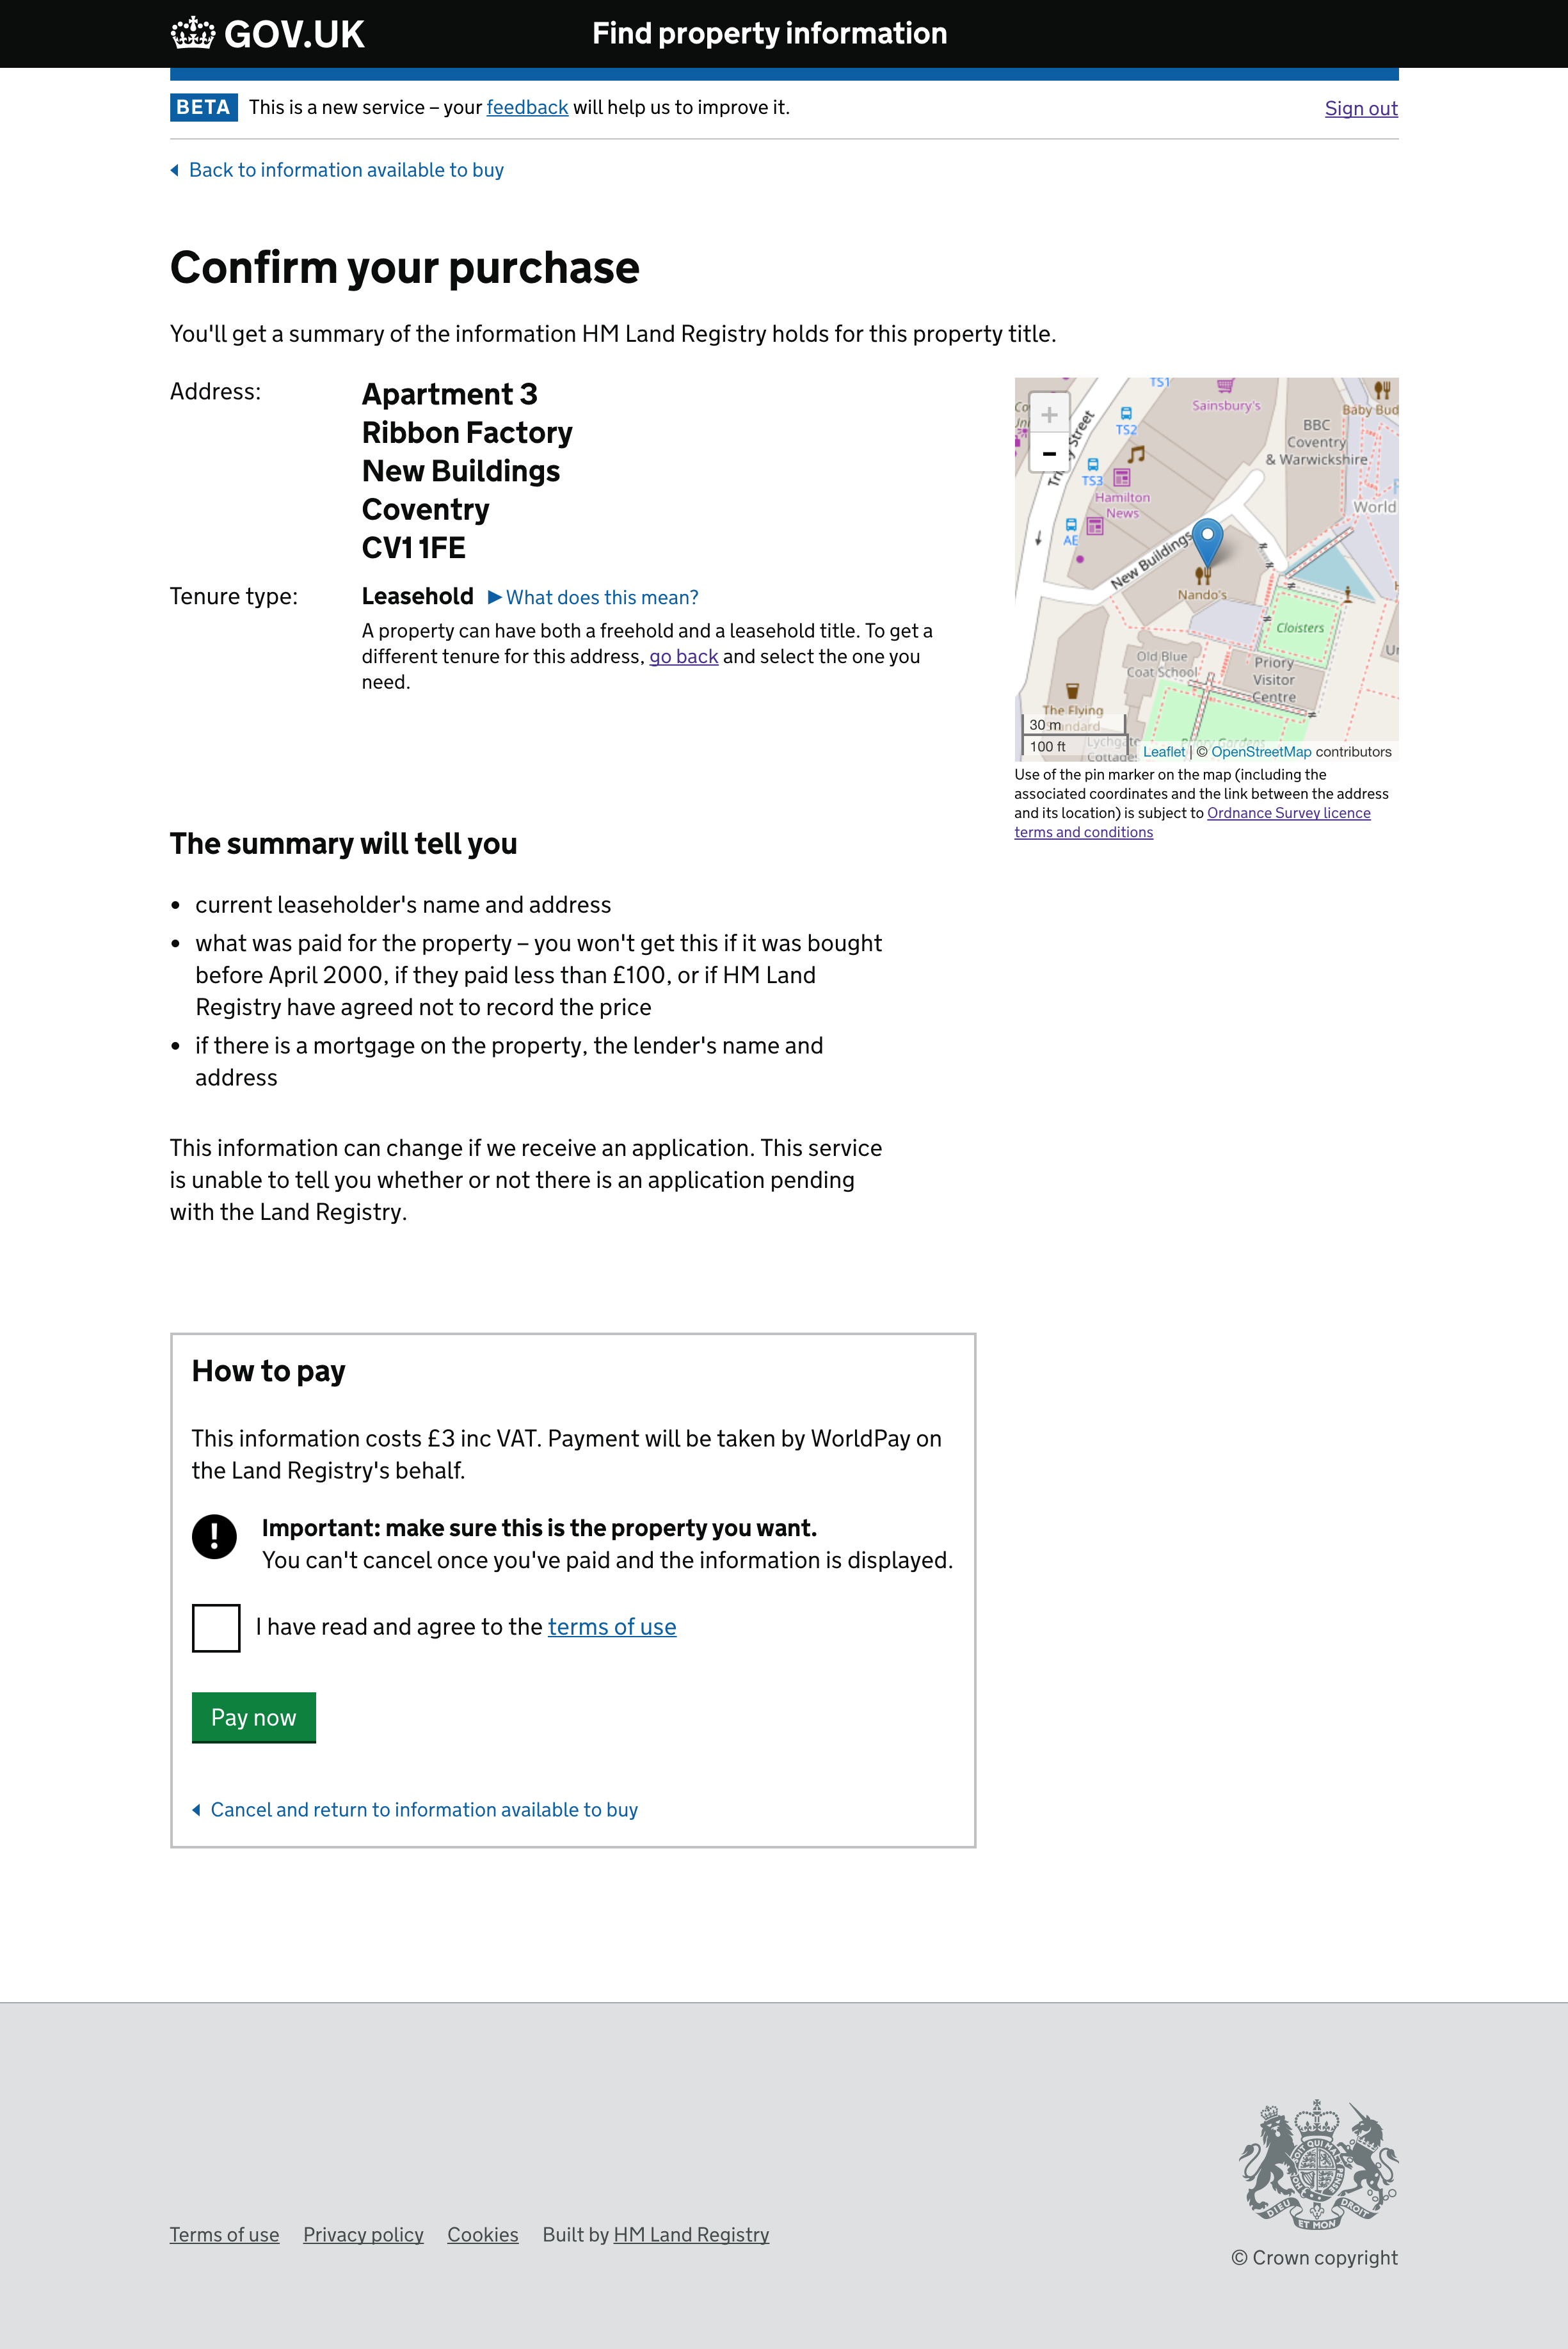 GOV.UK
Find property information
BETA This is a new service – your feedback will help us to improve it.
Sign out
Back to information available to buy
Confirm your purchase
You'll get a summary of the information HM Land Registry holds for this property title.
Address:
Apartment 3
Ribbon Factory
New Buildings
Coventry
CV1 1FE
Tenure type:
Leasehold What does this mean?
A property can have both a freehold and a leasehold title. To get a
different tenure for this address, go back and select the one you
need.
TS1
Sainsbury's
Baby Bud
TS2
BBC
Coventry
& Warwickshire
Street
TS3
Hamilton
News
World
AE
New Buildings
Nando's
Cloisters
Old Blue
Coat School
Priory
Visitor
Centre
The Flying
Standard
Lychgate
Cottage
Priory Gardens
+
-
30 m
100 ft
Leaflet | © OpenStreetMap contributors
Use of the pin marker on the map (including the
associated coordinates and the link between the address
and its location) is subject to Ordnance Survey licence
terms and conditions
The summary will tell you
• current leaseholder's name and address
• what was paid for the property – you won't get this if it was bought
before April 2000, if they paid less than £100, or if HM Land
Registry have agreed not to record the price
• if there is a mortgage on the property, the lender's name and
address
This information can change if we receive an application. This service
is unable to tell you whether or not there is an application pending
with the Land Registry.
How to pay
This information costs £3 inc VAT. Payment will be taken by WorldPay on
the Land Registry's behalf.
! Important: make sure this is the property you want.
You can't cancel once you've paid and the information is displayed.
I have read and agree to the terms of use
Pay now
Cancel and return to information available to buy
DIEU ET MON DROIT
Terms of use Privacy policy Cookies Built by HM Land Registry
© Crown copyright